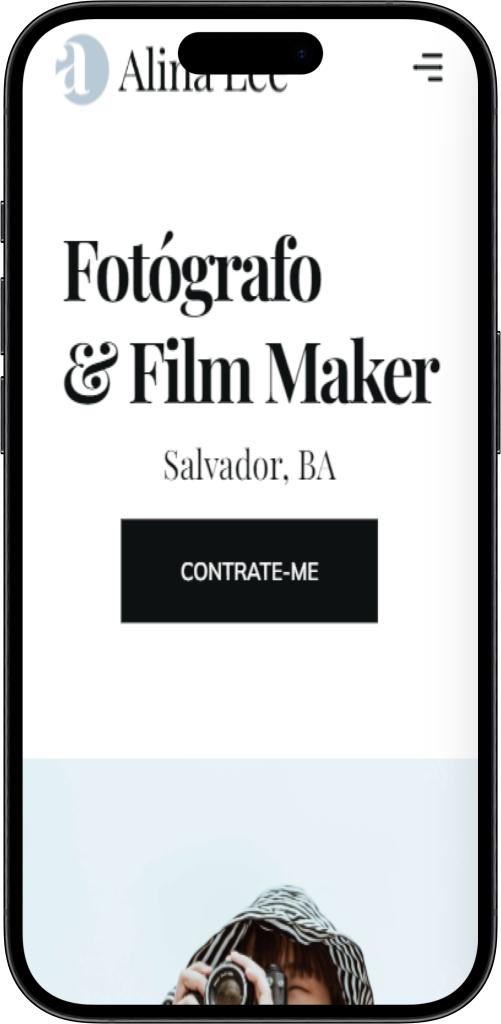 a Alina Lee
Fotógrafo
& Film Maker
Salvador, BA
CONTRATE-ME